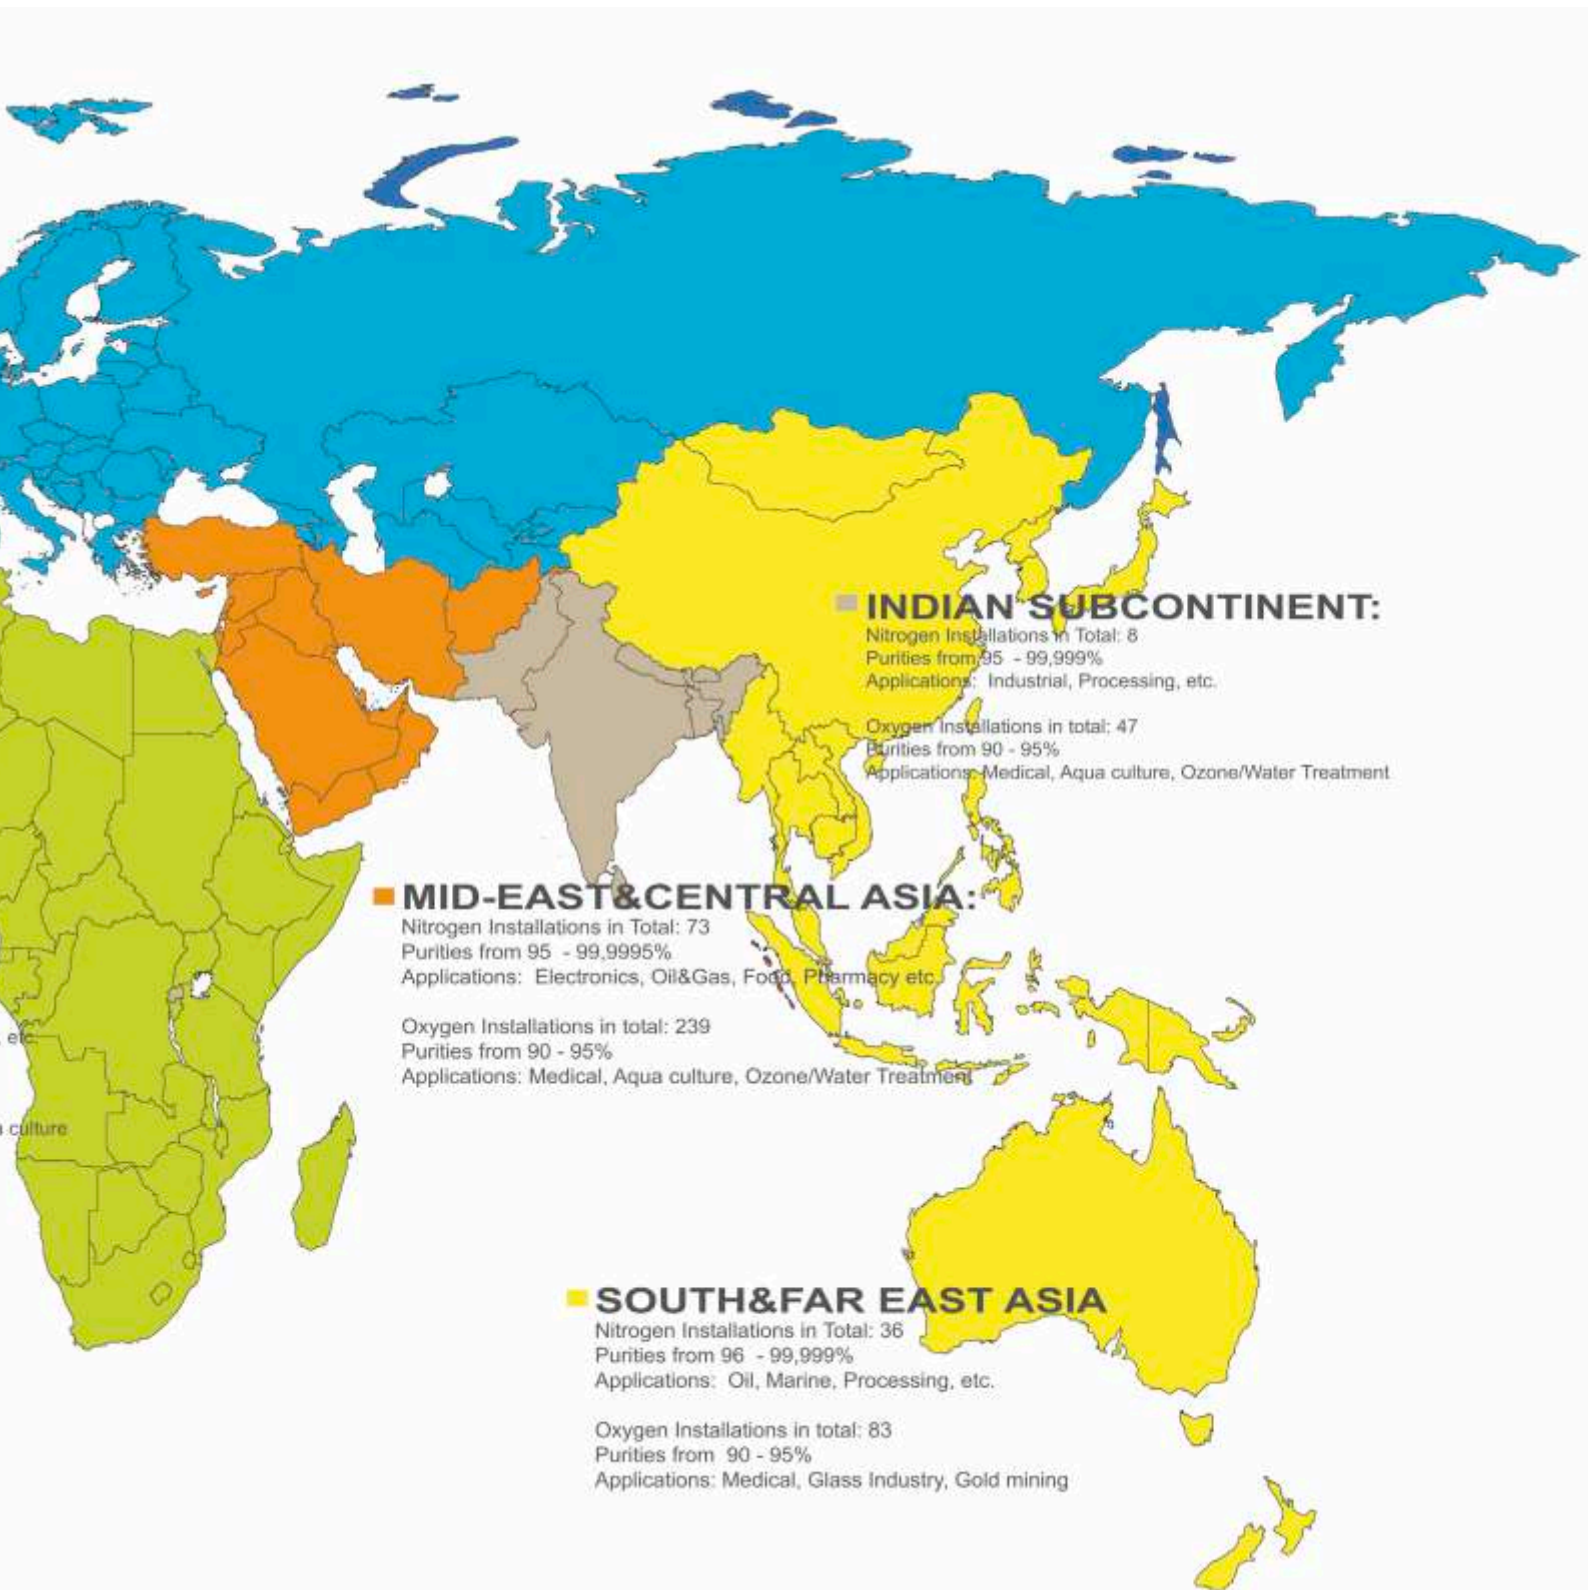 INDIAN SUBCONTINENT:
Nitrogen Installations in Total: 8
Purities from 95 - 99,999%
Applications: Industrial, Processing, etc.
Oxygen Installations in total: 47
Purities from 90 - 95%
Applications: Medical, Aqua culture, Ozone/Water Treatment
MID-EAST&CENTRAL ASIA:
Nitrogen Installations in Total: 73
Purities from 95 - 99,9995%
Applications: Electronics, Oil&Gas, Food, Pharmacy etc.
Oxygen Installations in total: 239
Purities from 90 - 95%
Applications: Medical, Aqua culture, Ozone/Water Treatment
, etc.
culture
SOUTH&FAR EAST ASIA
Nitrogen Installations in Total: 36
Purities from 96 - 99,999%
Applications: Oil, Marine, Processing, etc.
Oxygen Installations in total: 83
Purities from 90 - 95%
Applications: Medical, Glass Industry, Gold mining